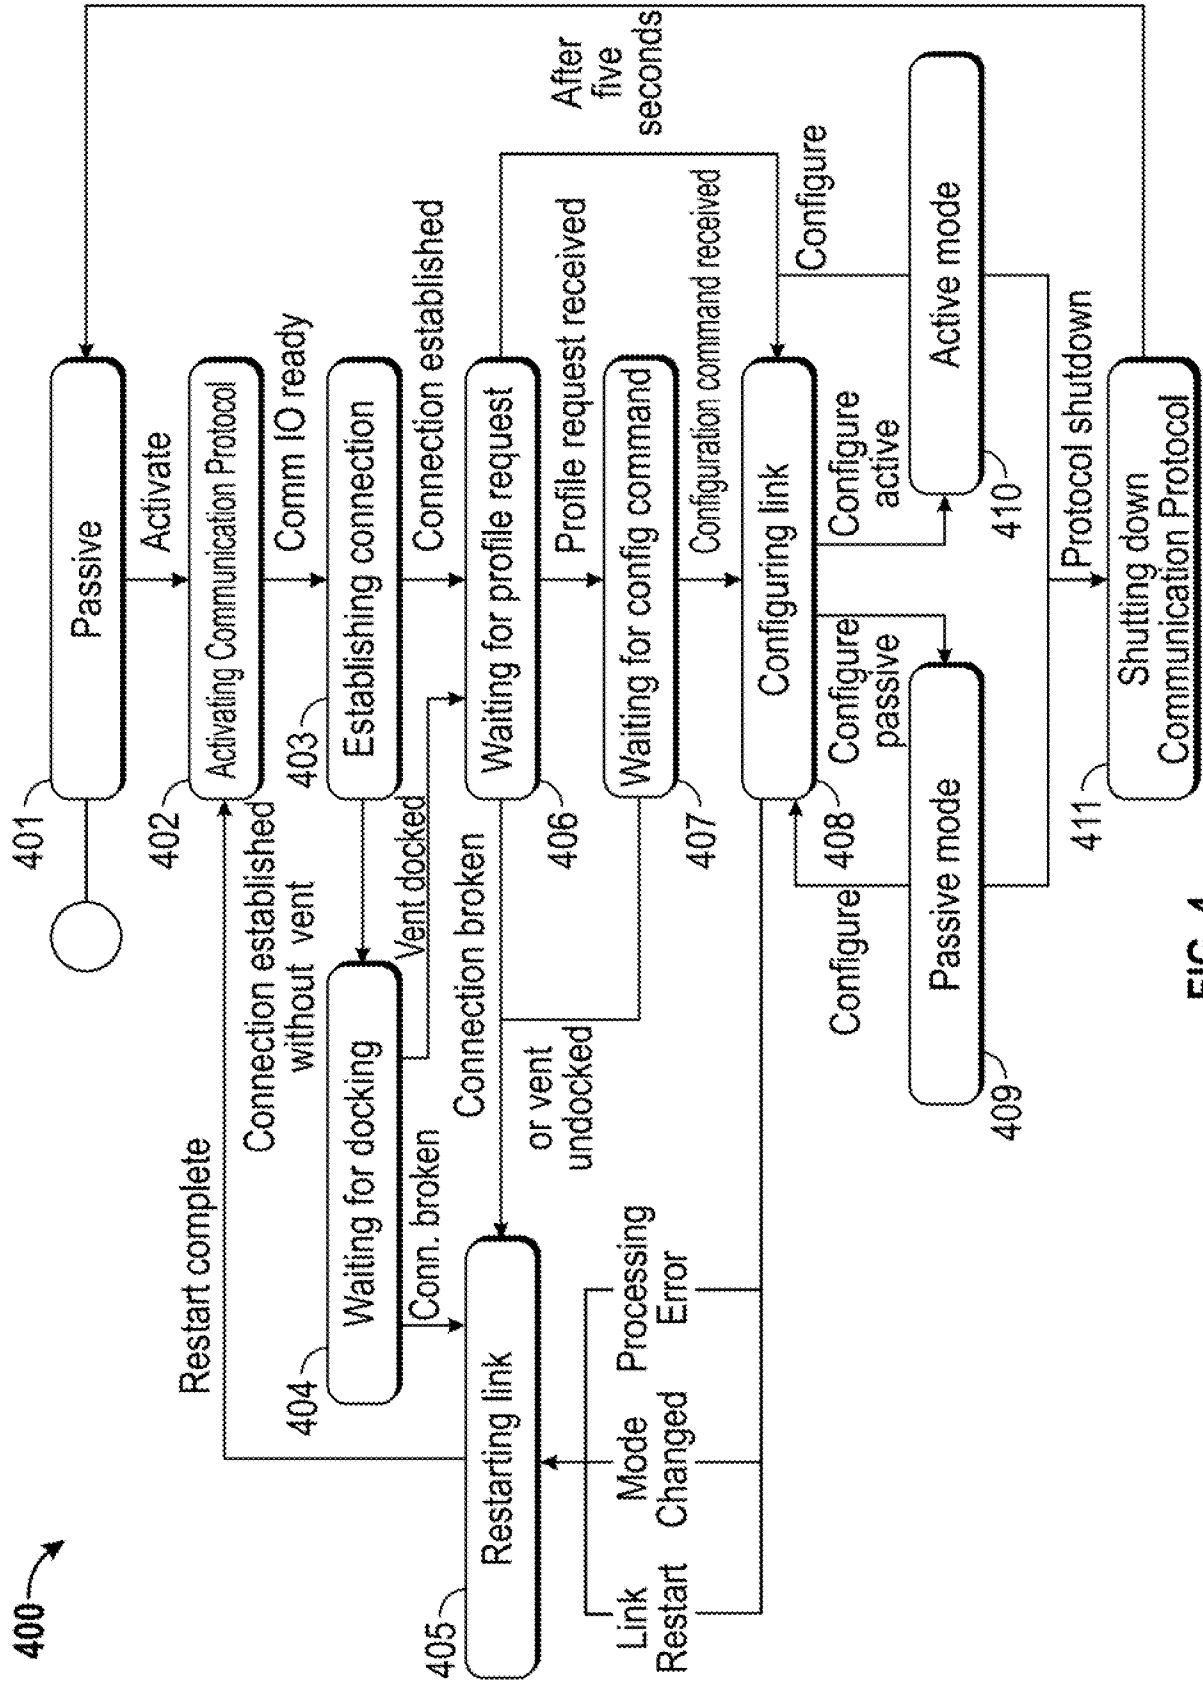 400
401
Passive
Activate
402
Activating Communication Protocol
Restart complete
Comm IO ready
Connection established
without vent
403
Establishing connection
404
Waiting for docking
Conn. broken
Vent docked
Connection established
405
Restarting link
Connection broken
or vent
undocked
406
Waiting for profile request
After
five
seconds
Profile request received
407
Waiting for config command
Configuration command received
Link
Restart
Mode
Changed
Processing
Error
408
Configuring link
Configure
Configure
passive
Configure
active
Configure
409
Passive mode
410
Active mode
Protocol shutdown
411
Shutting down
Communication Protocol